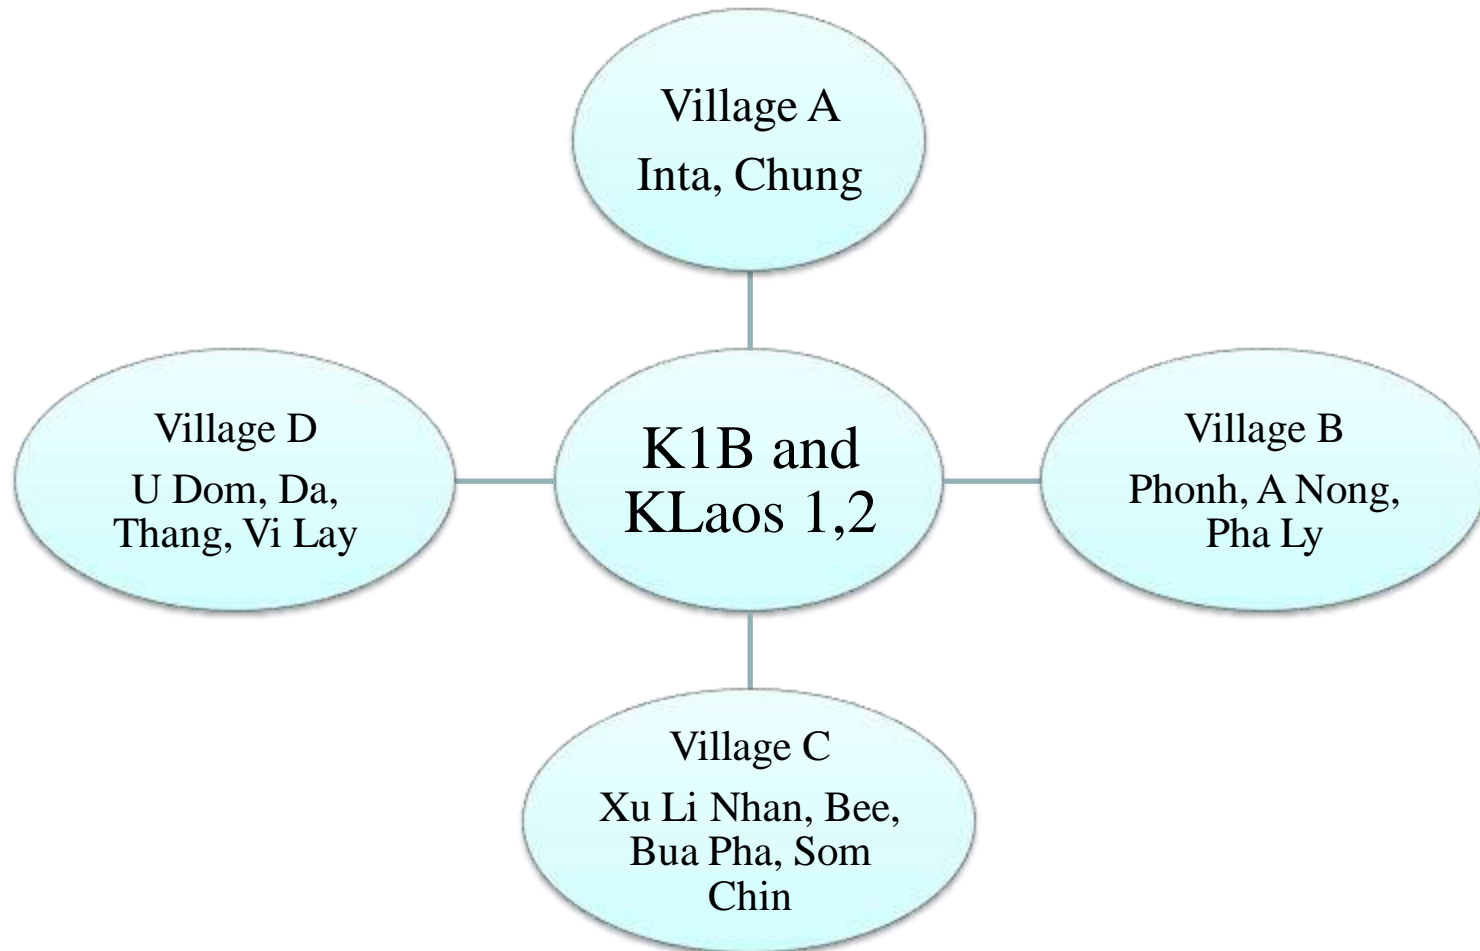 Village A
Inta, Chung
Village D
U Dom, Da,
Thang, Vi Lay
K1B and
KLaos 1,2
Village B
Phonh, A Nong,
Pha Ly
Village C
Xu Li Nhan, Bee,
Bua Pha, Som
Chin